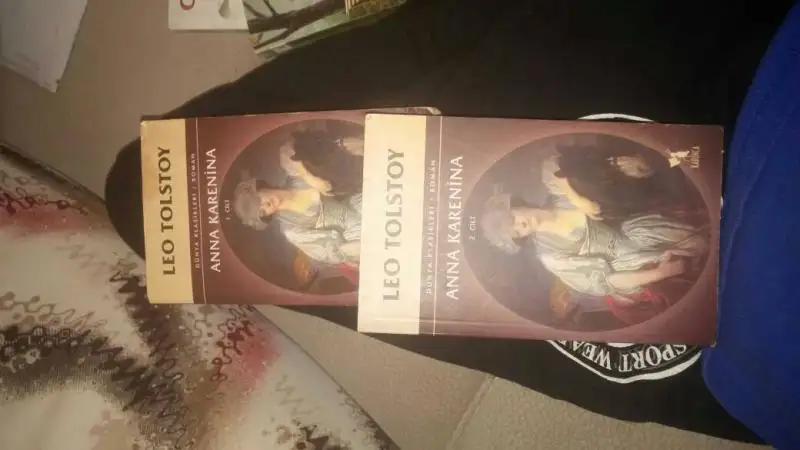 LEO TOLSTOY
DÜNYA KLASİKLERİ / ROMAN
ANNA KARENİNA
1. CİLT
LEO TOLSTOY
DÜNYA KLASİKLERİ / ROMAN
ANNA KARENİNA
2. CİLT
SPORT WEA